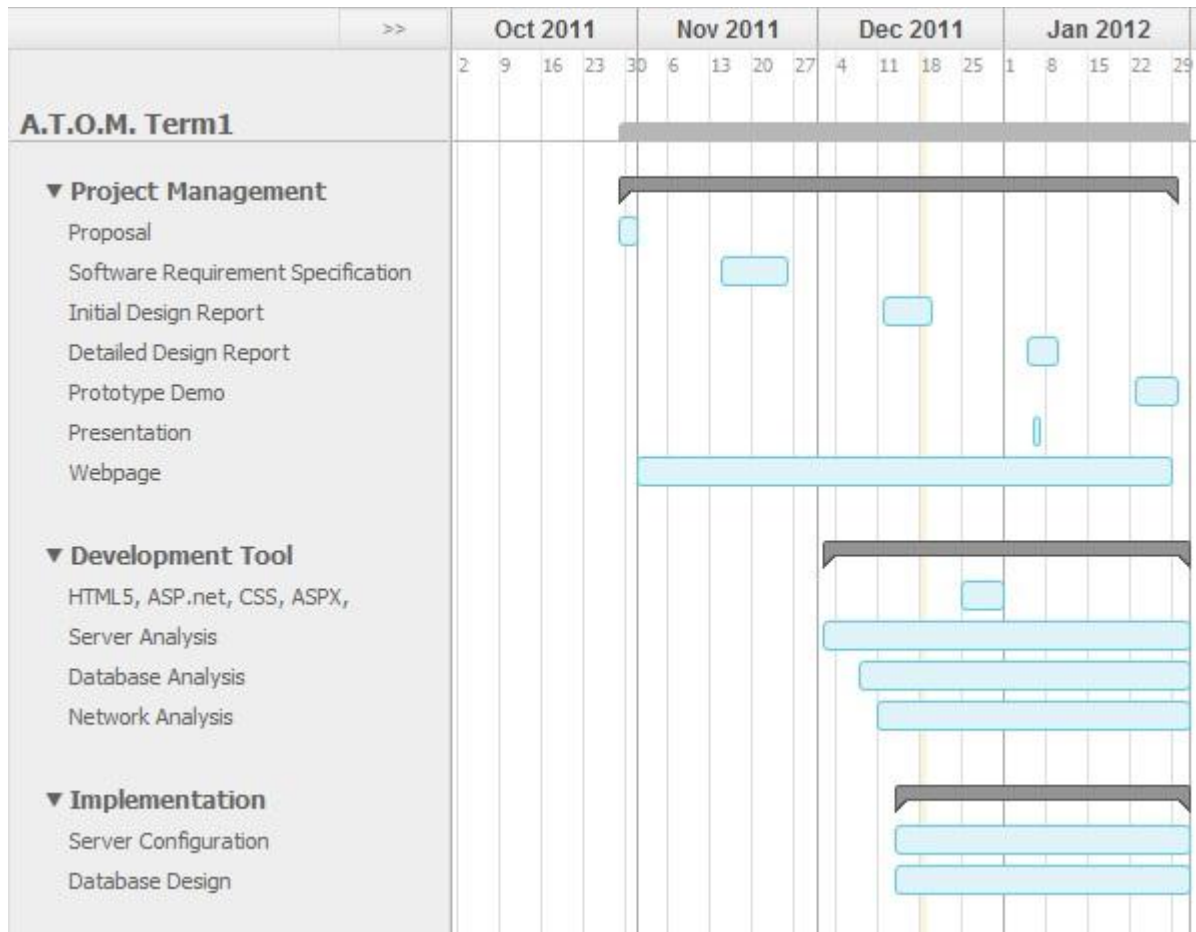 >>
Oct 2011 Nov 2011 Dec 2011 Jan 2012
2 9 16 23 30 6 13 20 27 4 11 18 25 1 8 15 22 29
A.T.O.M. Term1
▼ Project Management
Proposal
Software Requirement Specification
Initial Design Report
Detailed Design Report
Prototype Demo
Presentation
Webpage
▼ Development Tool
HTML5, ASP.net, CSS, ASPX,
Server Analysis
Database Analysis
Network Analysis
▼ Implementation
Server Configuration
Database Design